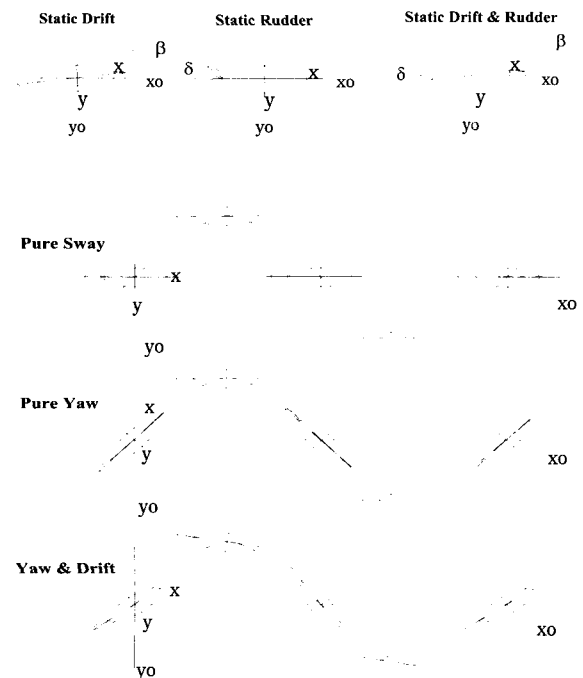 Static Drift
Static Rudder
Static Drift & Rudder
β
x
xo
y
yo
δ
x
xo
y
yo
β
δ
x
xo
y
yo
Pure Sway
x
y
xo
yo
Pure Yaw
x
y
xo
yo
Yaw & Drift
x
y
xo
yo